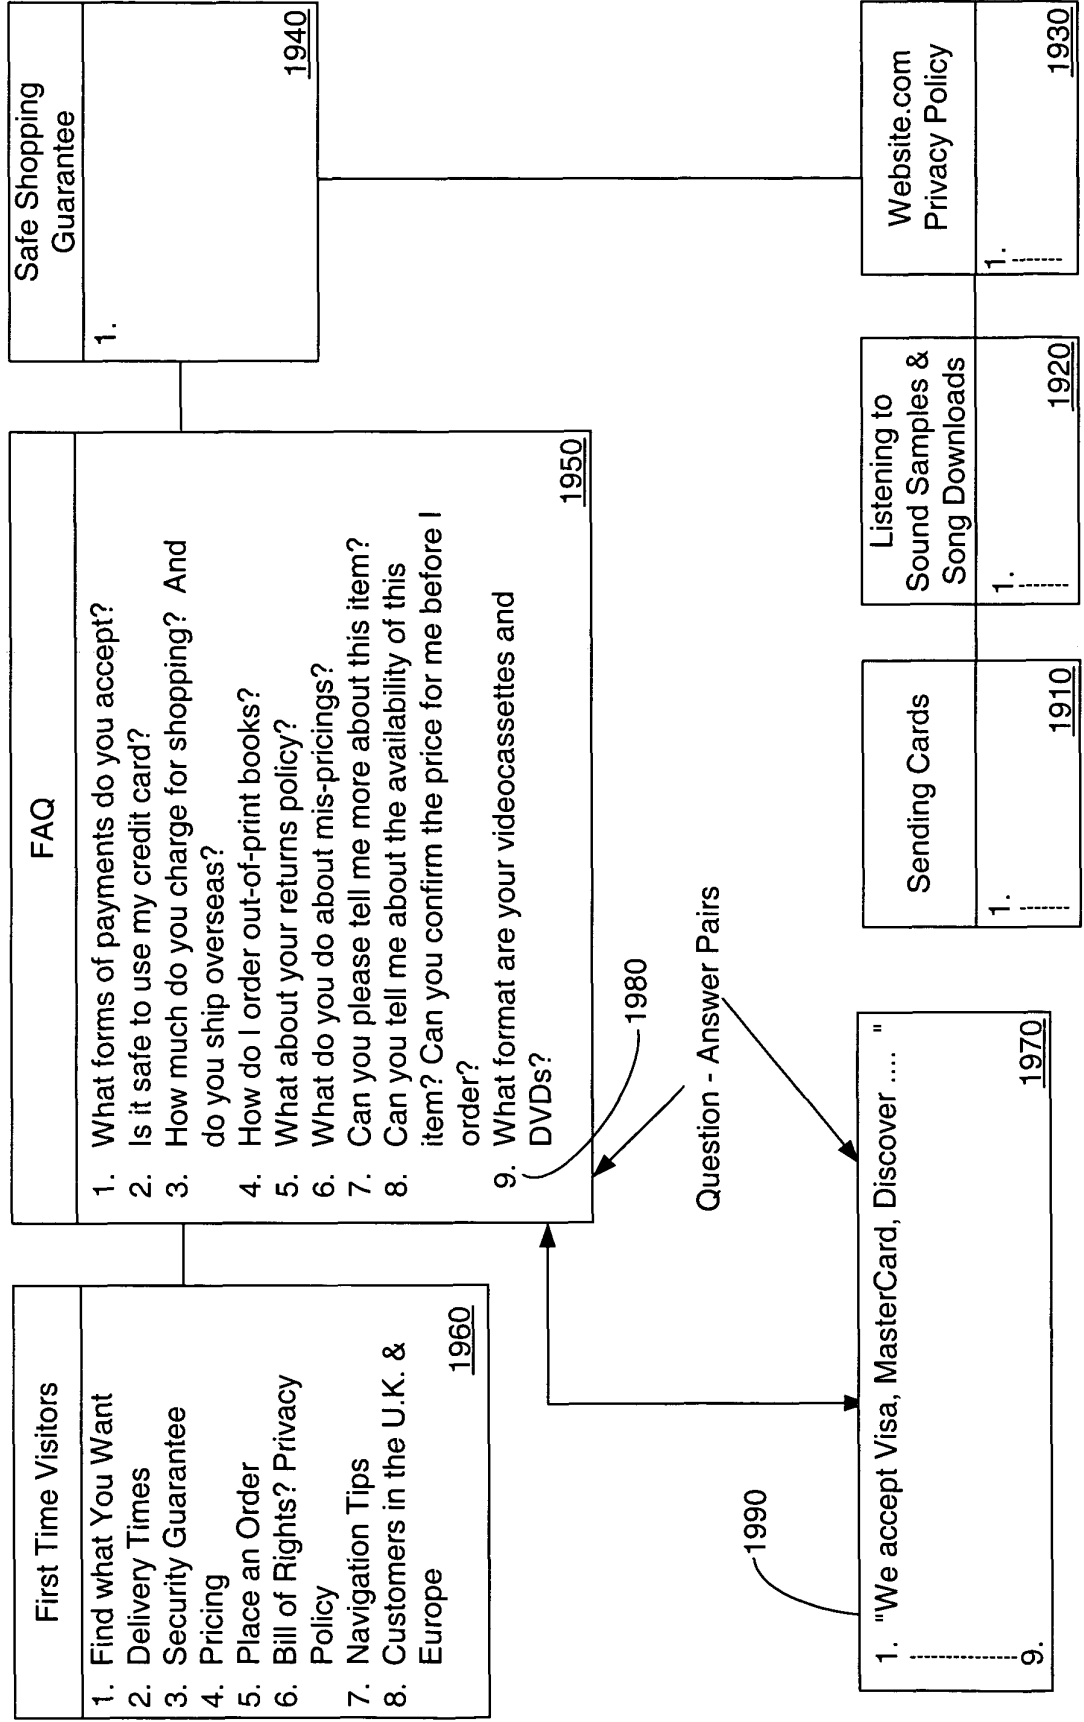 First Time Visitors
1. Find what You Want
2. Delivery Times
3. Security Guarantee
4. Pricing
5. Place an Order
6. Bill of Rights? Privacy
Policy
7. Navigation Tips
8. Customers in the U.K. &
Europe
1960
FAQ
1. What forms of payments do you accept?
2. Is it safe to use my credit card?
3. How much do you charge for shopping? And
do you ship overseas?
4. How do I order out-of-print books?
5. What about your returns policy?
6. What do you do about mis-pricings?
7. Can you please tell me more about this item?
8. Can you tell me about the availability of this
item? Can you confirm the price for me before I
order?
9. What format are your videocassettes and
DVDs?
1950
Safe Shopping
Guarantee
1.
1940
1980
Question - Answer Pairs
1990
1. "We accept Visa, MasterCard, Discover .... "
9.
1970
Sending Cards
1.
1910
Listening to
Sound Samples &
Song Downloads
1.
1920
Website.com
Privacy Policy
1.
1930